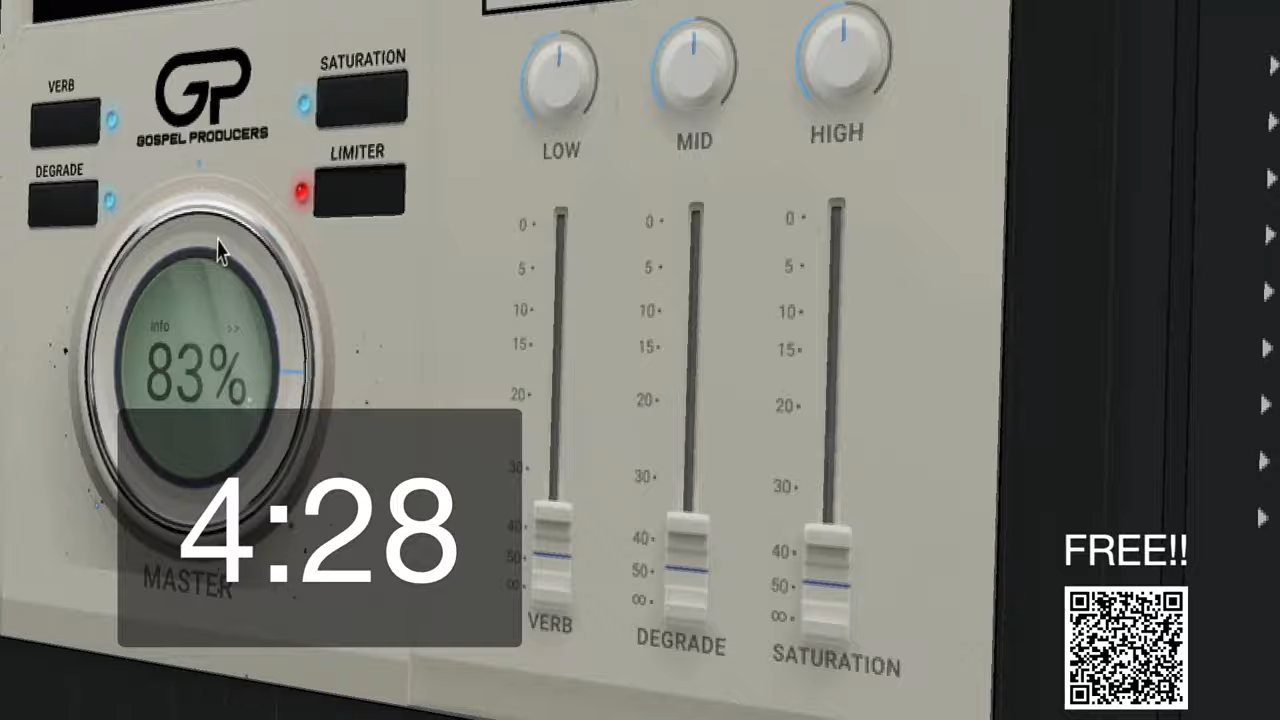 VERB
SATURATION
GP
GOSPEL PRODUCERS
DEGRADE
LIMITER
LOW
MID
HIGH
info >>
83%
MASTER
0
5
10
15
20
30
40
50
∞
VERB
0
5
10
15
20
30
40
50
∞
DEGRADE
0
5
10
15
20
30
40
50
∞
SATURATION
4:28
FREE!!